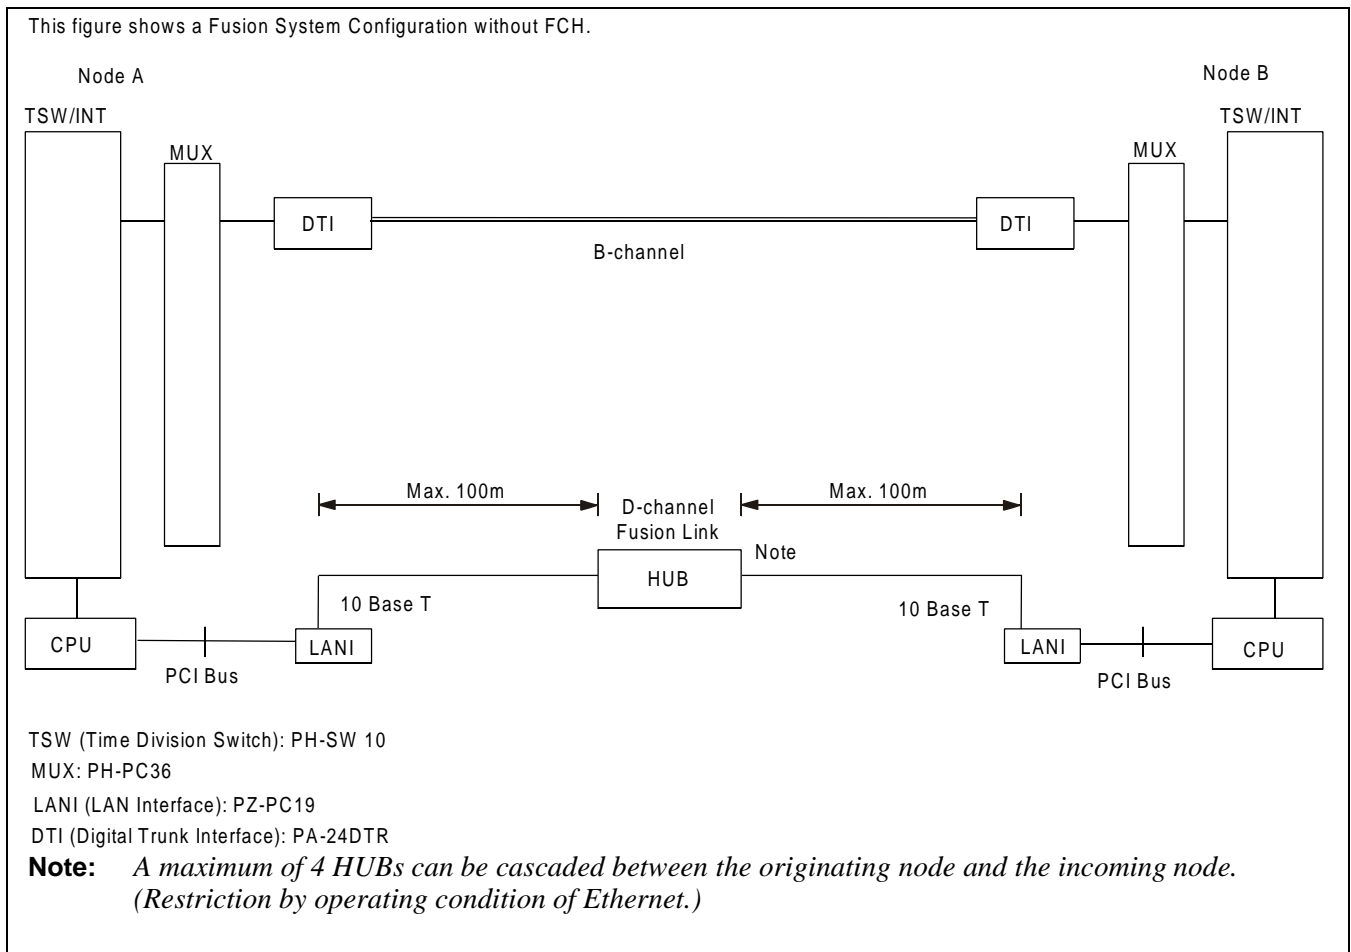 This figure shows a Fusion System Configuration without FCH.
Node A
Node B
TSW/INT
TSW/INT
MUX
MUX
DTI
DTI
B-channel
Max. 100m
Max. 100m
D-channel
Fusion Link
Note
HUB
10 Base T
10 Base T
CPU
LANI
LANI
CPU
PCI Bus
PCI Bus
TSW (Time Division Switch): PH-SW 10
MUX: PH-PC36
LANI (LAN Interface): PZ-PC19
DTI (Digital Trunk Interface): PA-24DTR
Note: A maximum of 4 HUBs can be cascaded between the originating node and the incoming node.
(Restriction by operating condition of Ethernet.)